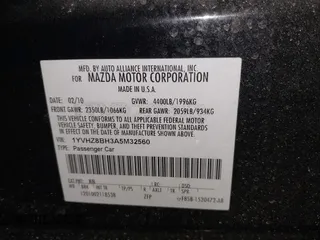 MFD. BY AUTO ALLIANCE INTERNATIONAL, INC
FOR MAZDA MOTOR CORPORATION
MADE IN U.S.A.
DATE: 02/10 GVWR: 4400LB/1996KG
FRONT GAWR: 2350LB/1066KG REAR GAWR: 2059LB/934KG
THIS VEHICLE CONFORMS TO ALL APPLICABLE FEDERAL MOTOR
VEHICLE SAFETY, BUMPER, AND THEFT PREVENTION STANDARDS
IN EFFECT ON THE DATE OF MANUFACTURE SHOWN ABOVE.
VIN: 1YVHZ8BH3A5M32560
TYPE: Passenger Car